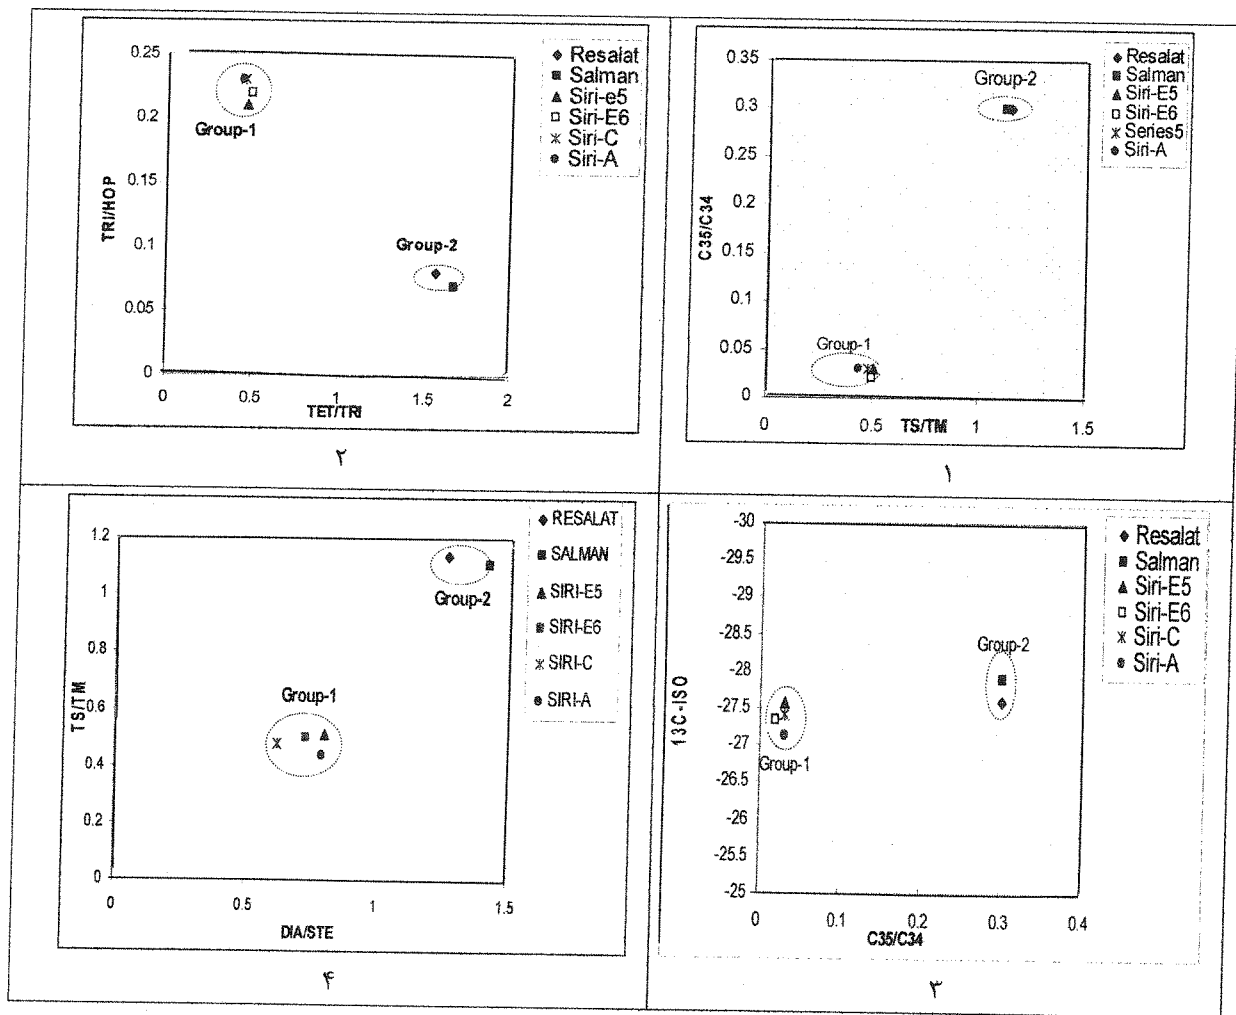 0.25
0.2
0.15
0.1
0.05
0
0
0.5
1
1.5
2
TRI/HOP
TET/TRI
Group-1
Group-2
Resalat
Salman
Siri-e5
Siri-E6
Siri-C
Siri-A
۲
0.35
0.3
0.25
0.2
0.15
0.1
0.05
0
0
0.5
1
1.5
C35/C34
TS/TM
Group-2
Group-1
Resalat
Salman
Siri-E5
Siri-E6
Series5
Siri-A
۱
1.2
1
0.8
0.6
0.4
0.2
0
0
0.5
1
1.5
TS/TM
DIA/STE
Group-2
Group-1
RESALAT
SALMAN
SIRI-E5
SIRI-E6
SIRI-C
SIRI-A
۴
-30
-29.5
-29
-28.5
-28
-27.5
-27
-26.5
-26
-25.5
-25
0
0.1
0.2
0.3
0.4
13C-ISO
C35/C34
Group-2
Group-1
Resalat
Salman
Siri-E5
Siri-E6
Siri-C
Siri-A
۳